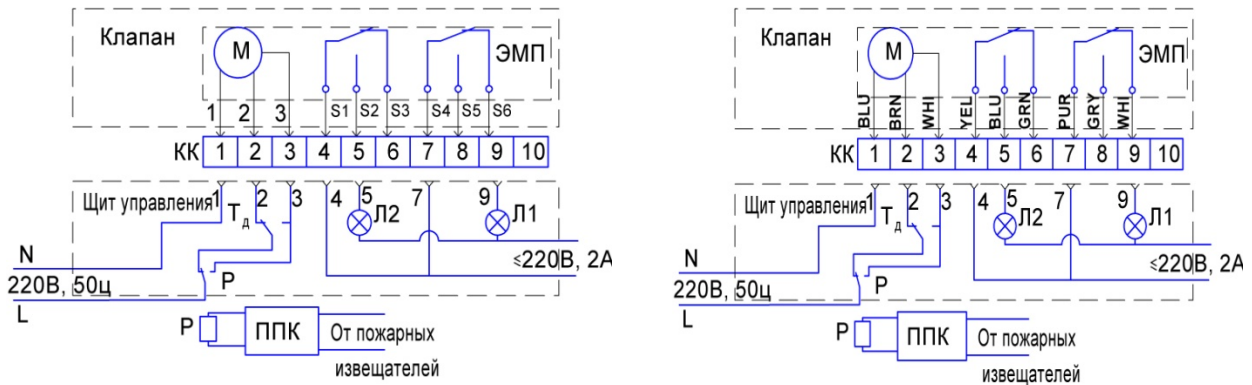 Клапан
М
ЭМП
1 2 3 S1 S2 S3 S4 S5 S6
КК 1 2 3 4 5 6 7 8 9 10
Щит управления 1 2 3 4 5 7 9
Тд Л2 Л1
N
≤220В, 2А
220В, 50ц
Р
L
Р ППК От пожарных
извещателей
Клапан
М
ЭМП
BLU BRN WHI YEL BLU GRN PUR GRY WHI
КК 1 2 3 4 5 6 7 8 9 10
Щит управления 1 2 3 4 5 7 9
Тд Л2 Л1
N
≤220В, 2А
220В, 50ц
Р
L
Р ППК От пожарных
извещателей